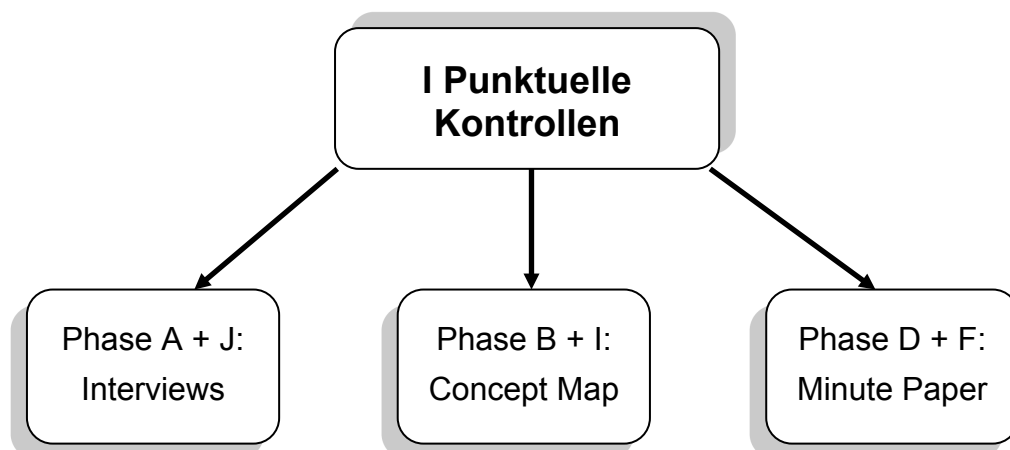 I Punktuelle
Kontrollen
Phase A + J:
Interviews
Phase B + I:
Concept Map
Phase D + F:
Minute Paper